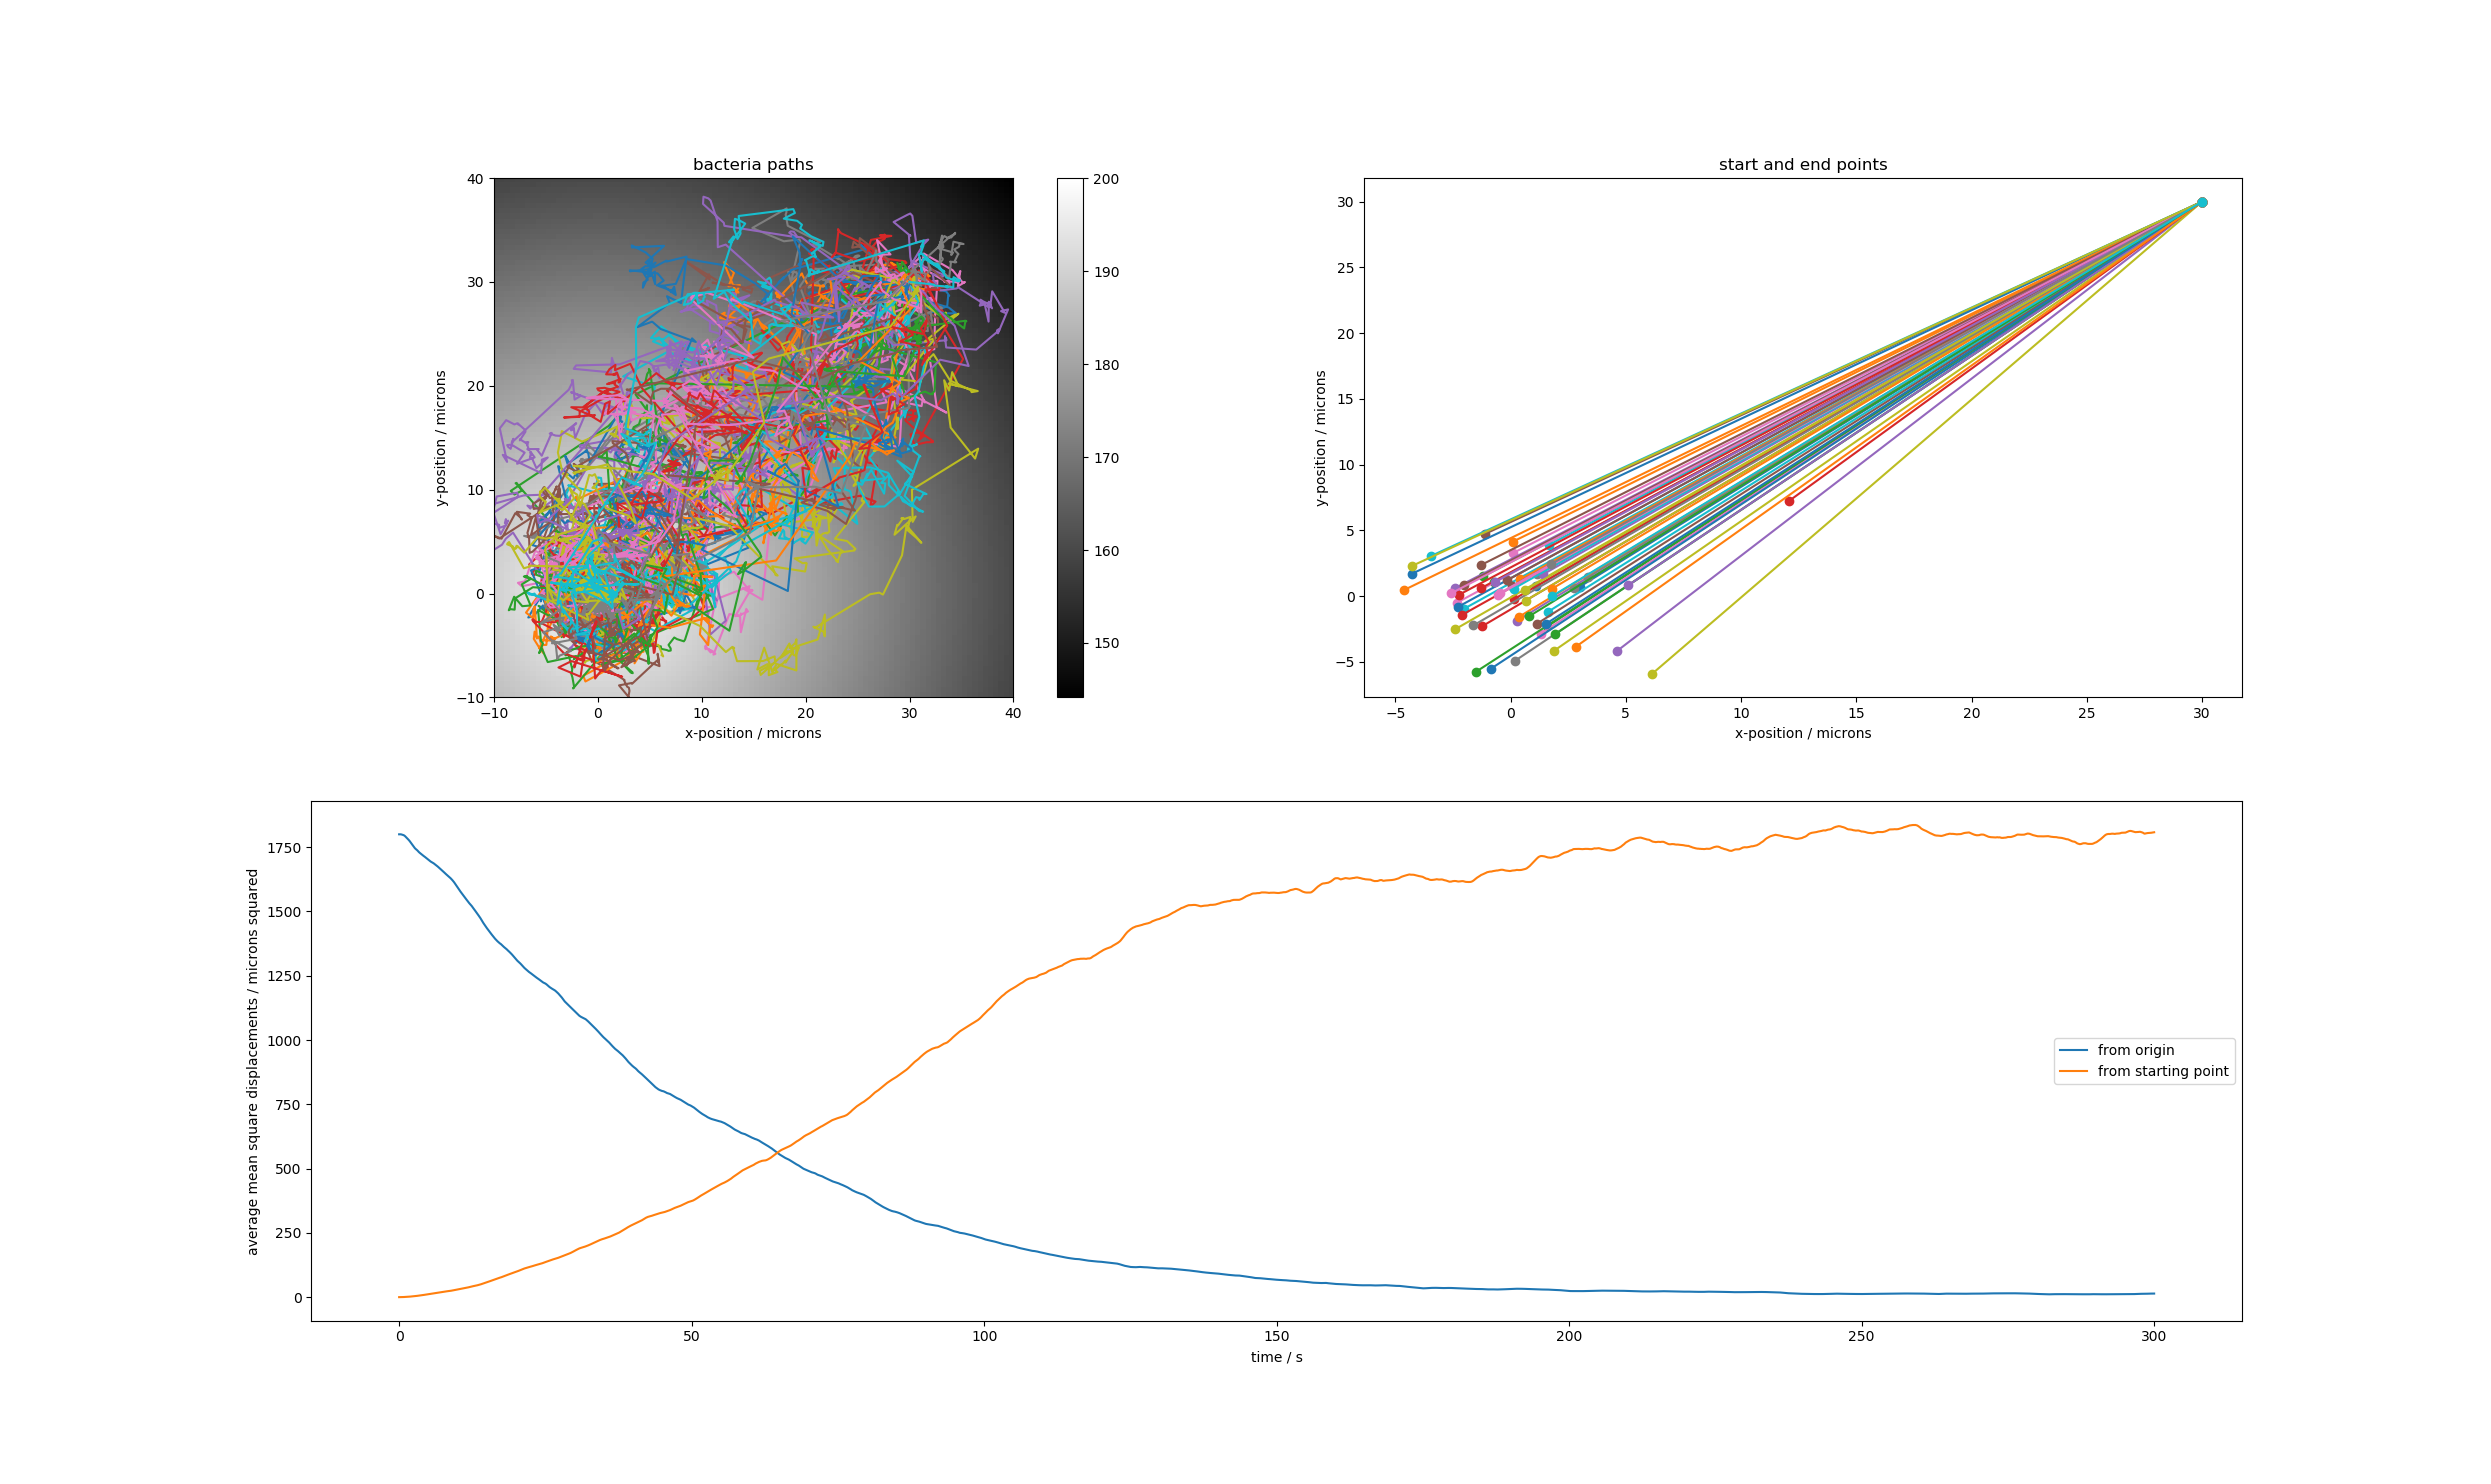 bacteria paths
40
30
20
10
0
−10
y-position / microns
−10 0 10 20 30 40
x-position / microns
200
190
180
170
160
150
start and end points
30
25
20
15
10
5
0
−5
y-position / microns
−5 0 5 10 15 20 25 30
x-position / microns
1750
1500
1250
1000
750
500
250
0
average mean square displacements / microns squared
from origin
from starting point
0 50 100 150 200 250 300
time / s